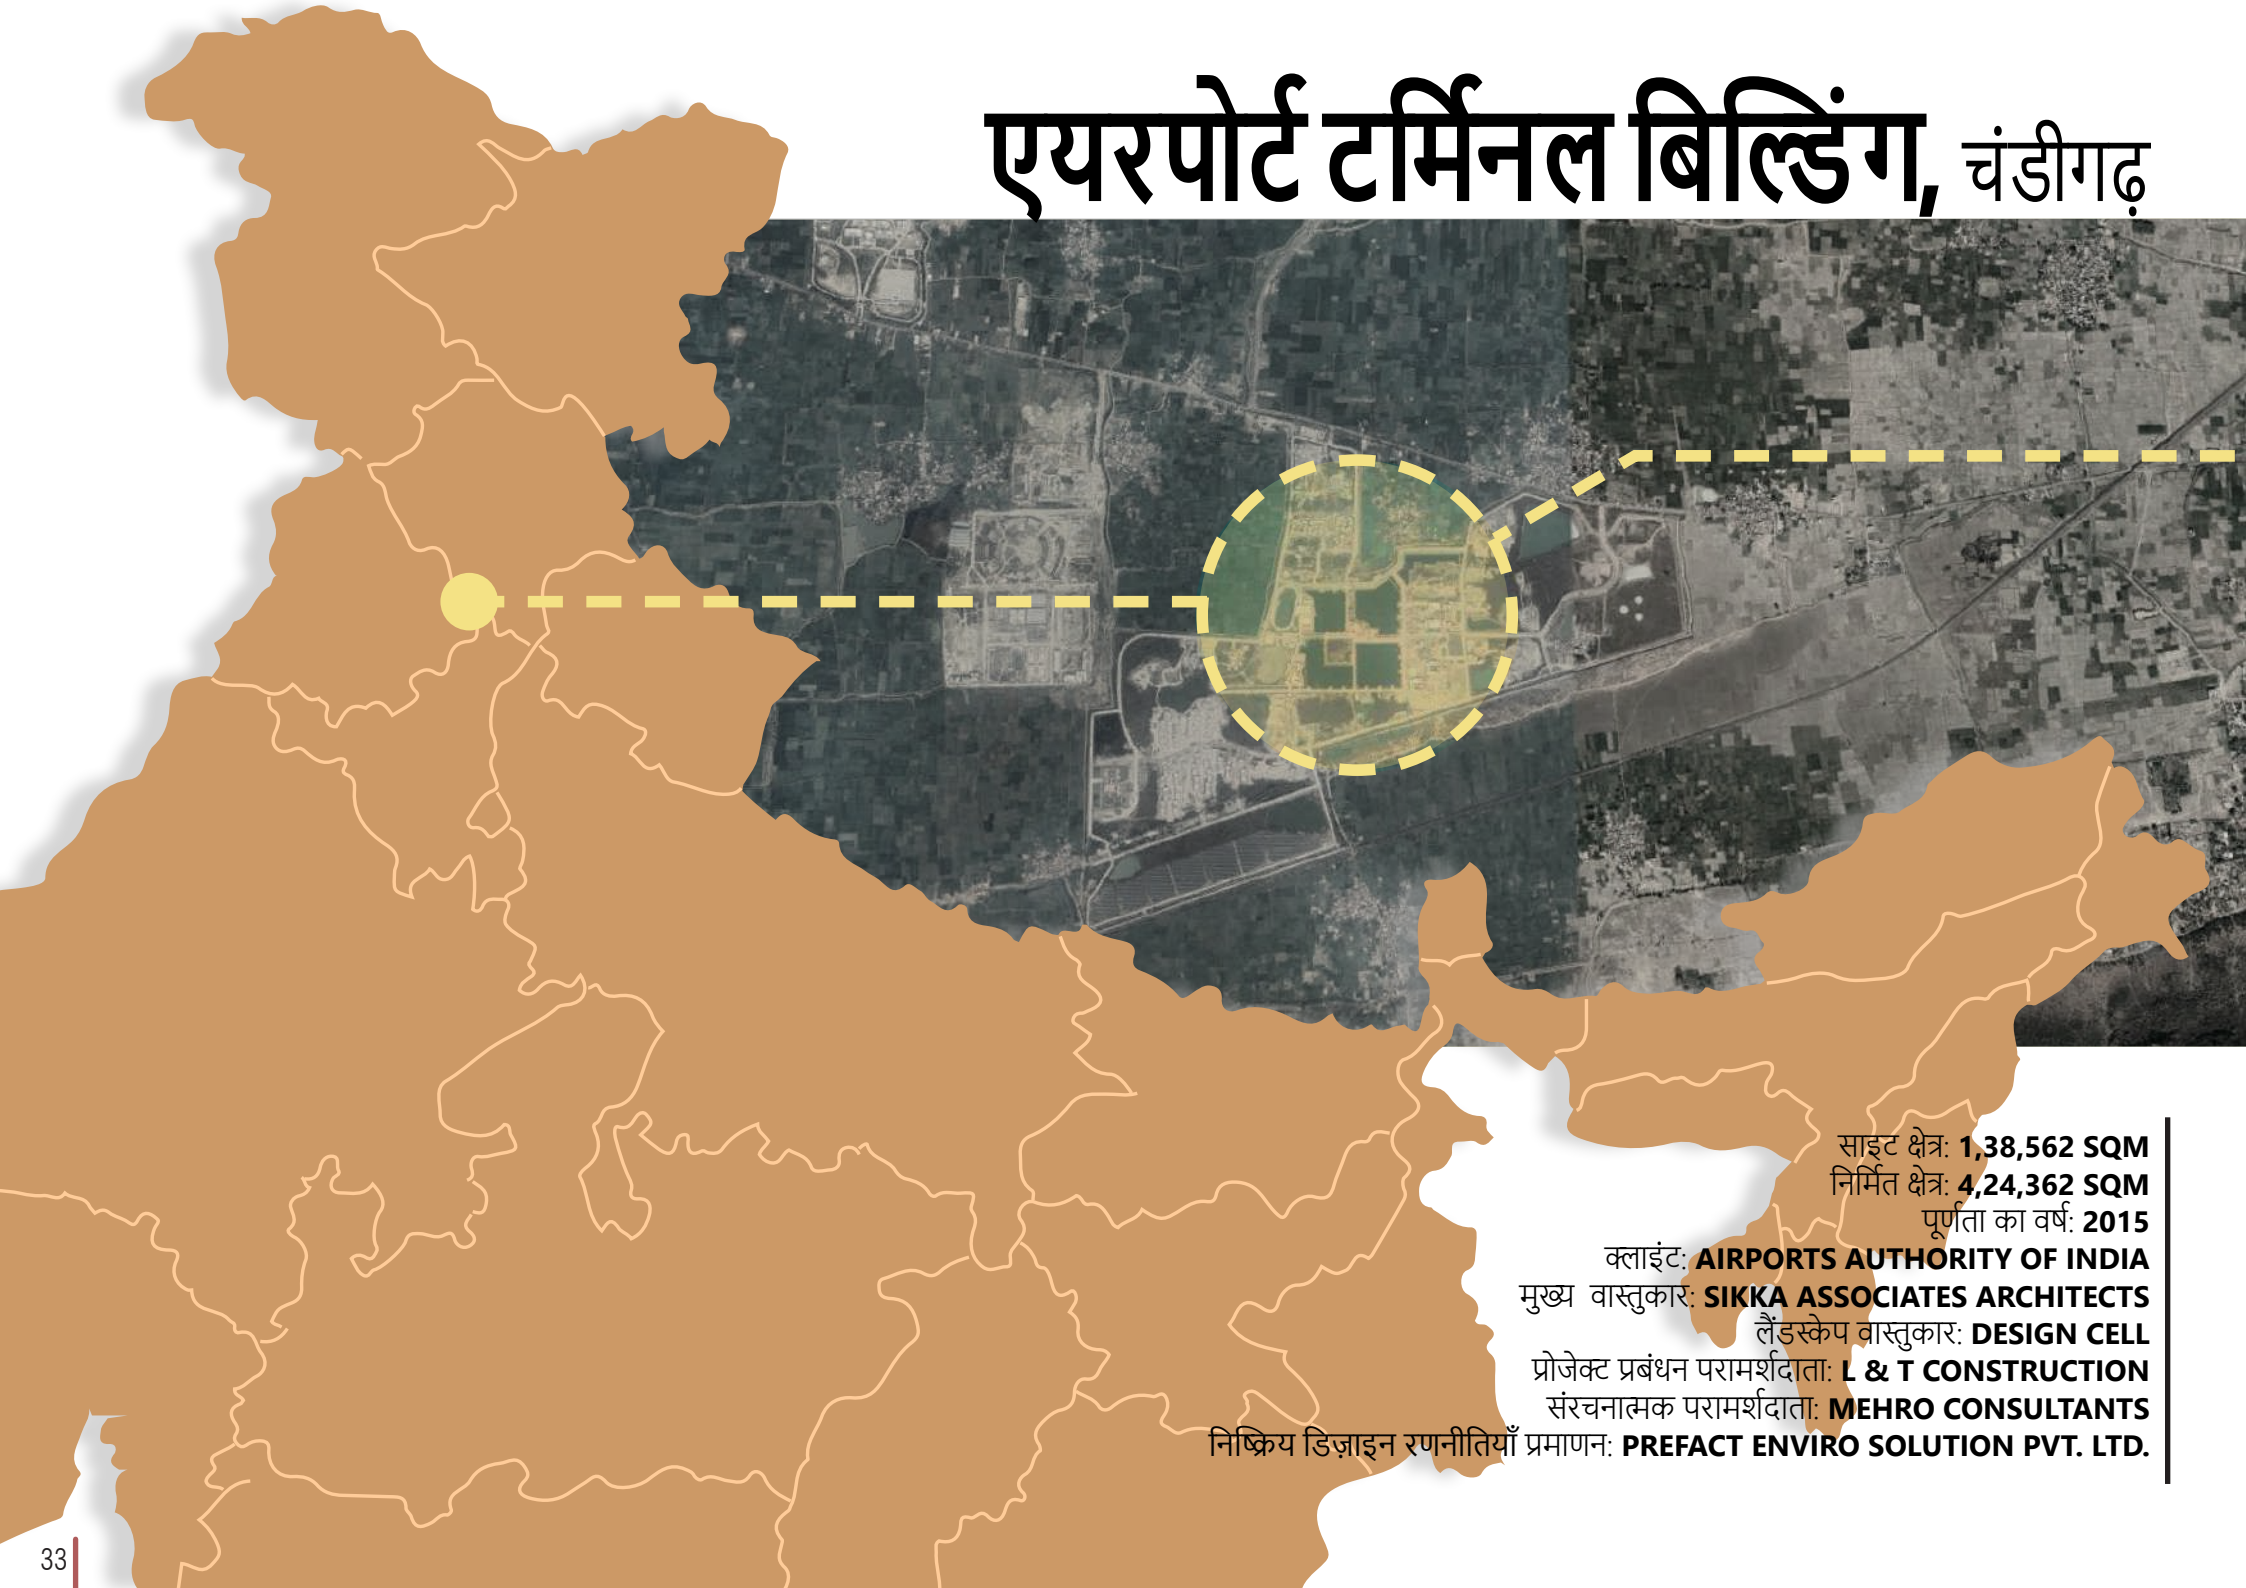 एयरपोर्ट टर्मिनल बिल्डिंग, चंडीगढ़
साइट क्षेत्र: 1,38,562 SQM
निर्मित क्षेत्र: 4,24,362 SQM
पूर्णता का वर्ष: 2015
क्लाइंट: AIRPORTS AUTHORITY OF INDIA
मुख्य वास्तुकार: SIKKA ASSOCIATES ARCHITECTS
लैंडस्केप वास्तुकार: DESIGN CELL
प्रोजेक्ट प्रबंधन परामर्शदाता: L & T CONSTRUCTION
संरचनात्मक परामर्शदाता: MEHRO CONSULTANTS
निष्क्रिय डिज़ाइन रणनीतियाँ प्रमाणन: PREFACT ENVIRO SOLUTION PVT. LTD.
33